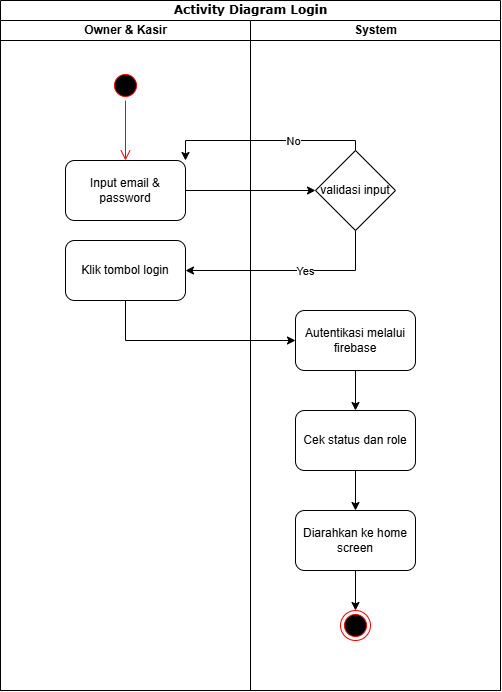 Activity Diagram Login
Owner & Kasir
System
No
Input email &
password
validasi input
Klik tombol login
Yes
Autentikasi melalui
firebase
Cek status dan role
Diarahkan ke home
screen